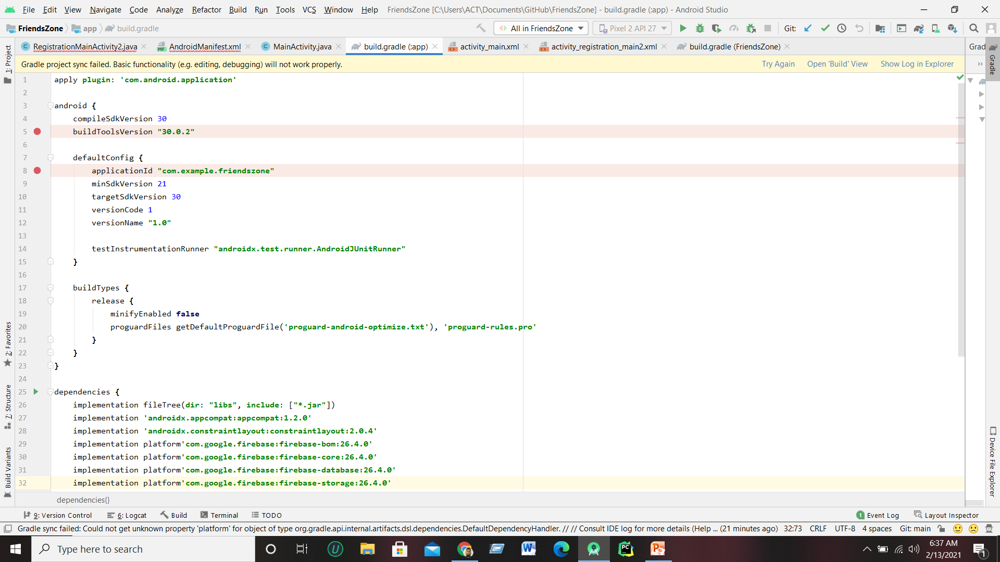 File Edit View Navigate Code Analyze Refactor Build Run Tools VCS Window Help FriendsZone [C:\Users\ACT\Documents\GitHub\FriendsZone] - build.gradle (:app) - Android Studio
FriendsZone app build.gradle All in FriendsZone Pixel 2 API 27 Git:
RegistrationMainActivity2.java AndroidManifest.xml MainActivity.java build.gradle (:app) activity_main.xml activity_registration_main2.xml build.gradle (FriendsZone) Grad
Gradle project sync failed. Basic functionality (e.g. editing, debugging) will not work properly. Try Again Open 'Build' View Show Log in Explorer
1: Project
2: Favorites
7: Structure
Build Variants
1 apply plugin: 'com.android.application'
2
3 android {
4 compileSdkVersion 30
5 buildToolsVersion "30.0.2"
6
7 defaultConfig {
8 applicationId "com.example.friendszone"
9 minSdkVersion 21
10 targetSdkVersion 30
11 versionCode 1
12 versionName "1.0"
13
14 testInstrumentationRunner "androidx.test.runner.AndroidJUnitRunner"
15 }
16
17 buildTypes {
18 release {
19 minifyEnabled false
20 proguardFiles getDefaultProguardFile('proguard-android-optimize.txt'), 'proguard-rules.pro'
21 }
22 }
23 }
24
25 dependencies {
26 implementation fileTree(dir: "libs", include: ["*.jar"])
27 implementation 'androidx.appcompat:appcompat:1.2.0'
28 implementation 'androidx.constraintlayout:constraintlayout:2.0.4'
29 implementation platform'com.google.firebase:firebase-bom:26.4.0'
30 implementation platform'com.google.firebase:firebase-core:26.4.0'
31 implementation platform'com.google.firebase:firebase-database:26.4.0'
32 implementation platform'com.google.firebase:firebase-storage:26.4.0'
dependencies{}
Gradle
Device File Explorer
9: Version Control 6: Logcat Build Terminal TODO 1 Event Log Layout Inspector
Gradle sync failed: Could not get unknown property 'platform' for object of type org.gradle.api.internal.artifacts.dsl.dependencies.DefaultDependencyHandler. // // Consult IDE log for more details (Help ... (21 minutes ago) 32:73 CRLF UTF-8 4 spaces Git: main
Type here to search
6:37 AM
2/13/2021
1